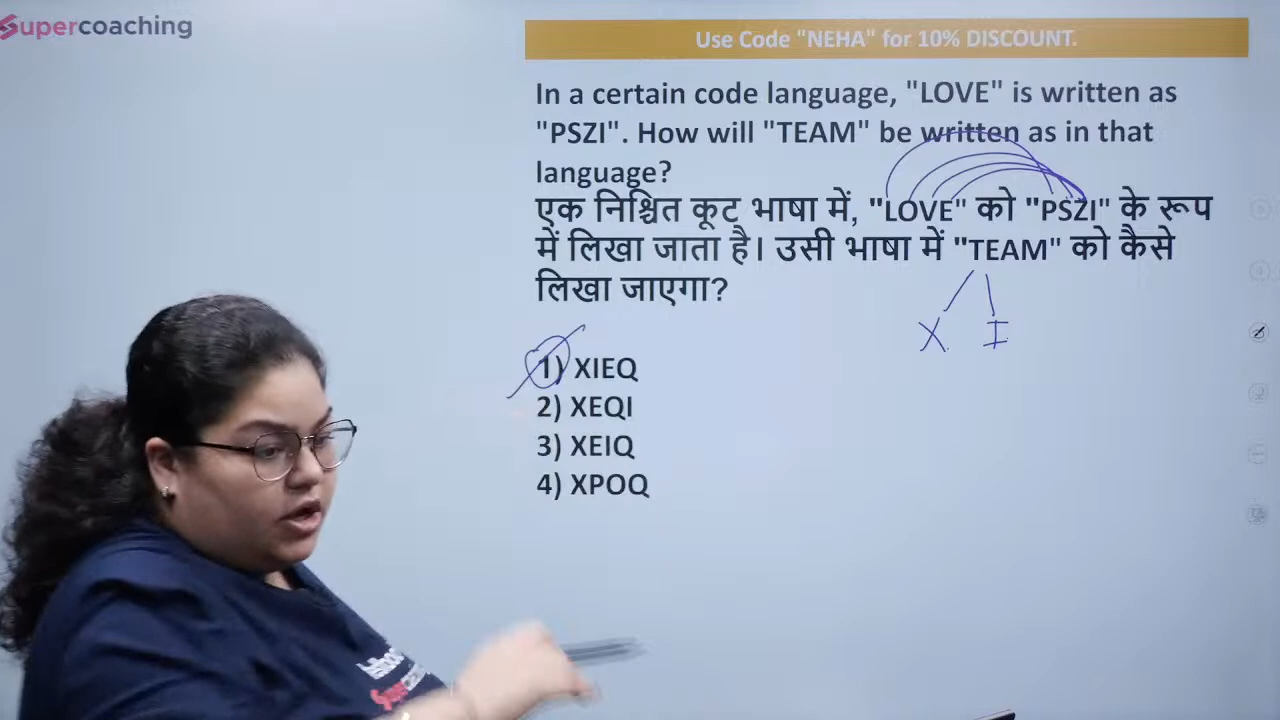 Supercoaching
Use Code "NEHA" for 10% DISCOUNT.
In a certain code language, "LOVE" is written as
"PSZI". How will "TEAM" be written as in that
language?
एक निश्चित कूट भाषा में, "LOVE" को "PSZI" के रूप
में लिखा जाता है। उसी भाषा में "TEAM" को कैसे
लिखा जाएगा?
X I
1) XIEQ
2) XEQI
3) XEIQ
4) XPOQ